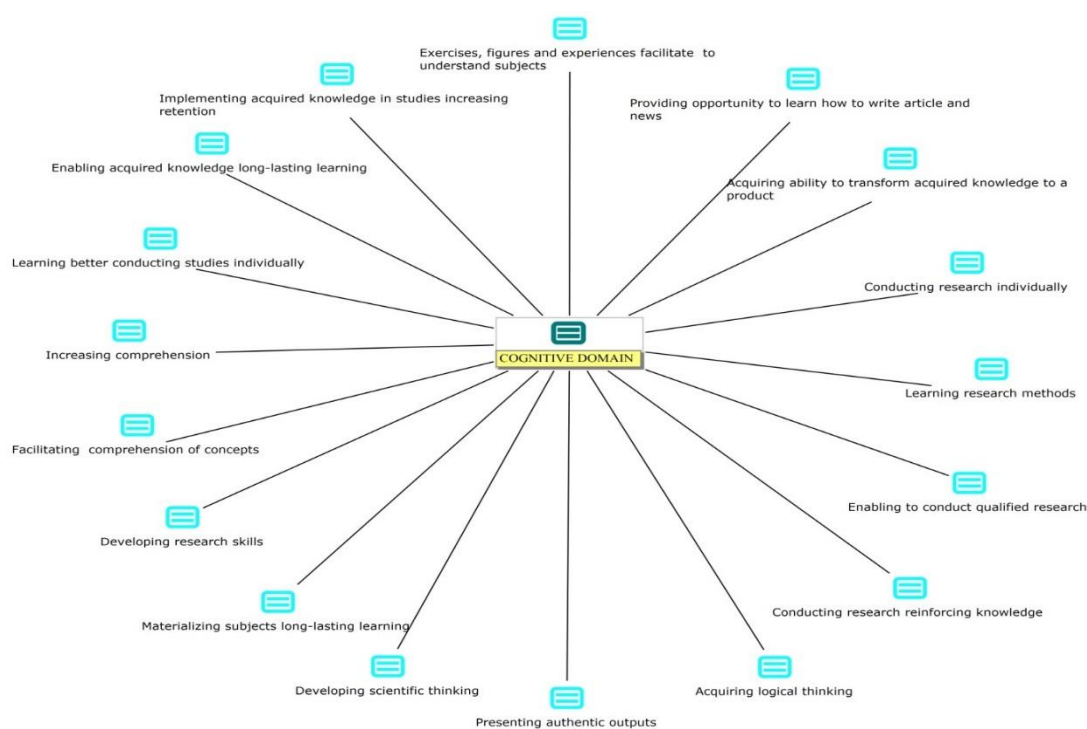 Exercises, figures and experiences facilitate to
understand subjects
Implementing acquired knowledge in studies increasing
retention
Providing opportunity to learn how to write article and
news
Enabling acquired knowledge long-lasting learning
Acquiring ability to transform acquired knowledge to a
product
Learning better conducting studies individually
Conducting research individually
Increasing comprehension
COGNITIVE DOMAIN
Learning research methods
Facilitating comprehension of concepts
Enabling to conduct qualified research
Developing research skills
Conducting research reinforcing knowledge
Materializing subjects long-lasting learning
Developing scientific thinking
Acquiring logical thinking
Presenting authentic outputs